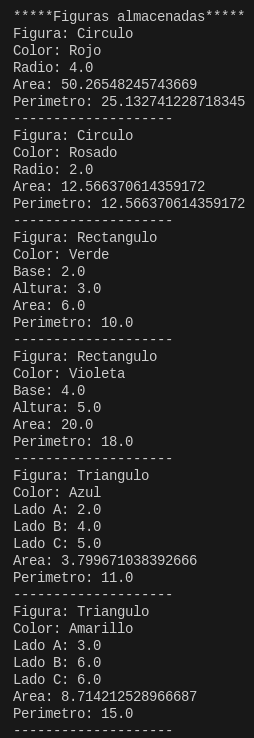 *****Figuras almacenadas*****
Figura: Circulo
Color: Rojo
Radio: 4.0
Area: 50.26548245743669
Perimetro: 25.132741228718345
--------------------
Figura: Circulo
Color: Rosado
Radio: 2.0
Area: 12.566370614359172
Perimetro: 12.566370614359172
--------------------
Figura: Rectangulo
Color: Verde
Base: 2.0
Altura: 3.0
Area: 6.0
Perimetro: 10.0
--------------------
Figura: Rectangulo
Color: Violeta
Base: 4.0
Altura: 5.0
Area: 20.0
Perimetro: 18.0
--------------------
Figura: Triangulo
Color: Azul
Lado A: 2.0
Lado B: 4.0
Lado C: 5.0
Area: 3.799671038392666
Perimetro: 11.0
--------------------
Figura: Triangulo
Color: Amarillo
Lado A: 3.0
Lado B: 6.0
Lado C: 6.0
Area: 8.714212528966687
Perimetro: 15.0
--------------------